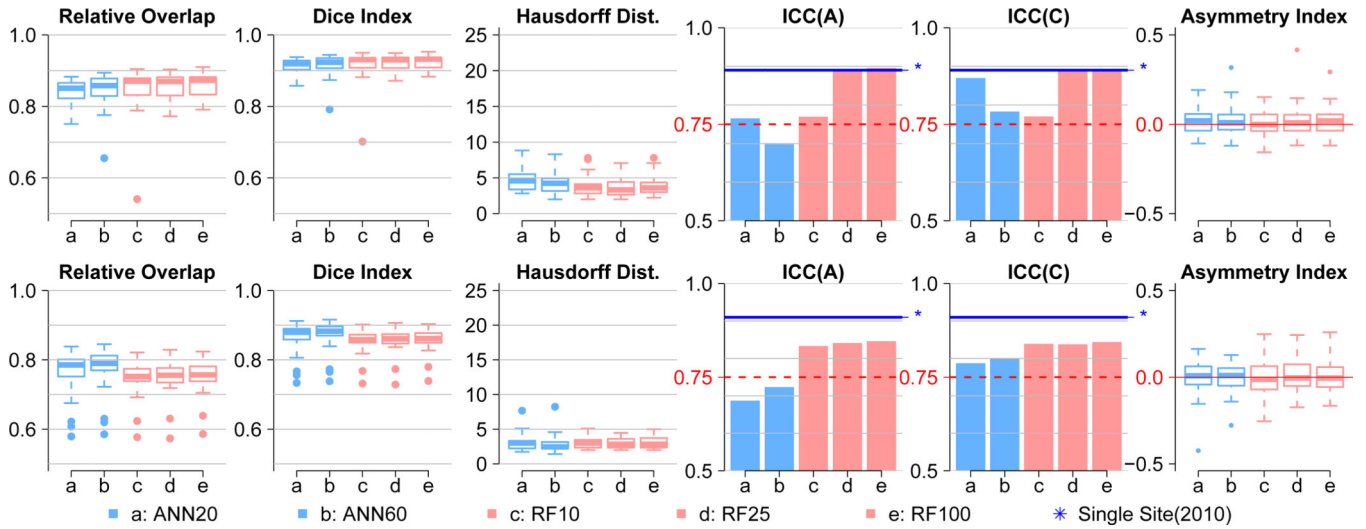 Relative Overlap Dice Index Hausdorff Dist. ICC(A) ICC(C) Asymmetry Index
1.0 1.0 25 1.0 1.0 0.5
20
* *
0.8 0.8 15
0.75 0.75 0.0
10
0.6 0.6 5
0 0.5 0.5 −0.5
a b c d e a b c d e a b c d e a b c d e a b c d e a b c d e
Relative Overlap Dice Index Hausdorff Dist. ICC(A) ICC(C) Asymmetry Index
1.0 1.0 25 1.0 1.0 0.5
* *
20
0.8 0.8 15
0.75 0.75 0.0
10
0.6 0.6 5
0 0.5 0.5 −0.5
a b c d e a b c d e a b c d e a b c d e a b c d e a b c d e
a: ANN20 b: ANN60 c: RF10 d: RF25 e: RF100 * Single Site(2010)